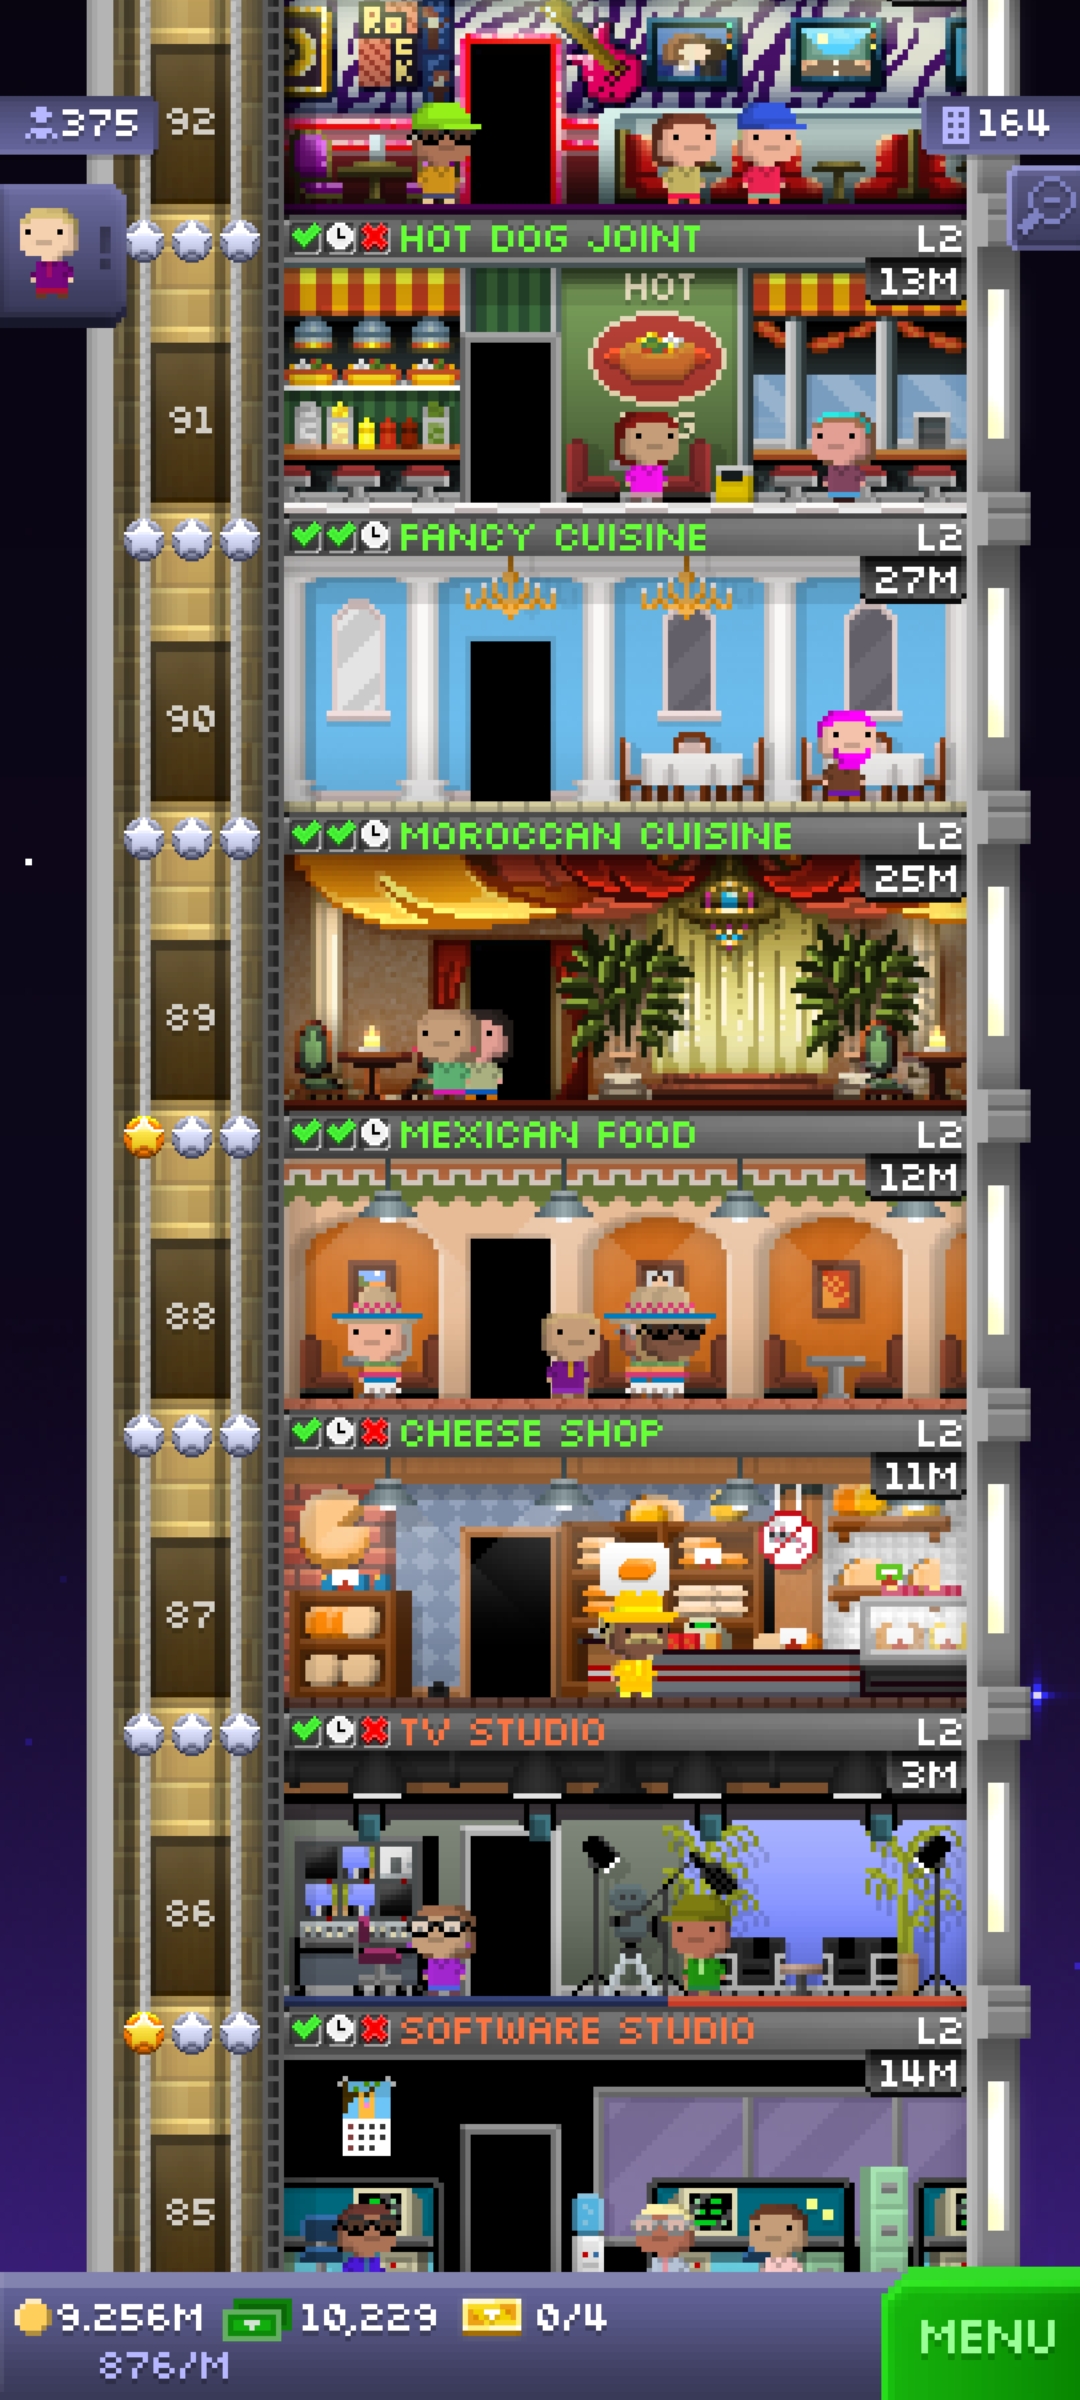 ROCK
92
375
164
HOT DOG JOINT L2
13M
HOT
91
G
FANCY CUISINE L2
27M
90
MOROCCAN CUISINE L2
25M
89
MEXICAN FOOD L2
12M
88
CHEESE SHOP L2
11M
87
TV STUDIO L2
3M
86
SOFTWARE STUDIO L2
14M
85
9.256M 10,229 0/4
876/M
MENU